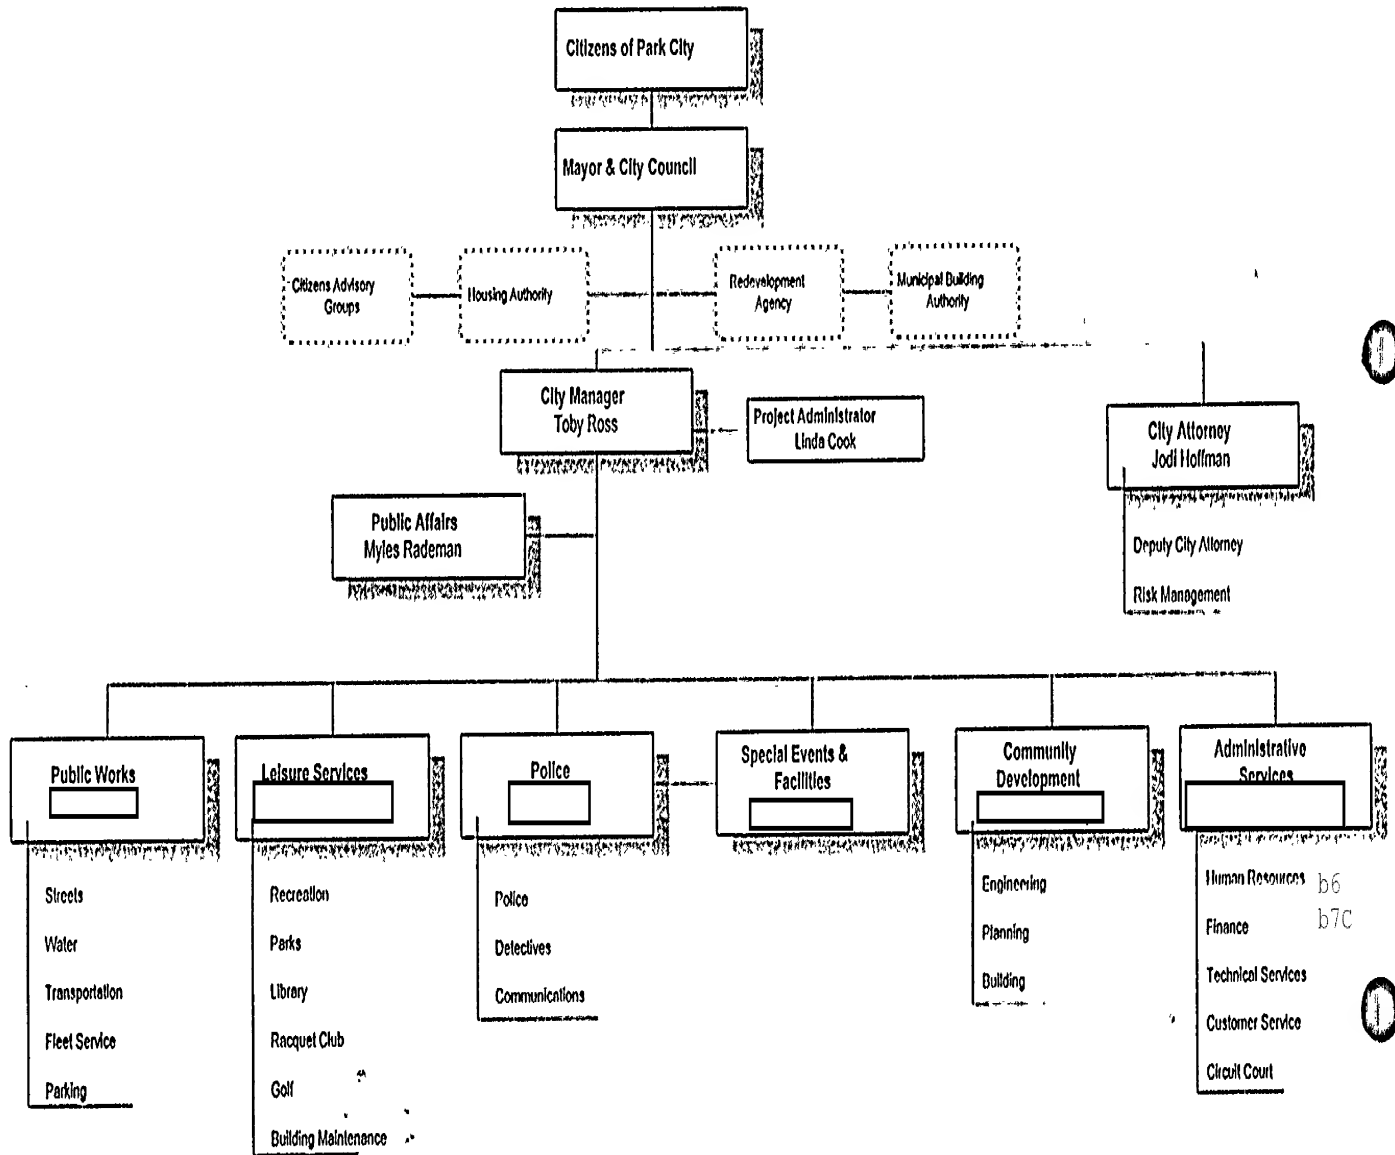 Citizens of Park City
Mayor & City Council
Citizens Advisory
Groups
Housing Authority
Redevelopment
Agency
Municipal Building
Authority
City Manager
Toby Ross
Project Administrator
Linda Cook
City Attorney
Jodi Hoffman
Deputy City Attorney
Risk Management
Public Affairs
Myles Rademan
Public Works
Streets
Water
Transportation
Fleet Service
Parking
Leisure Services
Recreation
Parks
Library
Racquet Club
Golf
Building Maintenance
Police
Police
Detectives
Communications
Special Events &
Facilities
Community
Development
Engineering
Planning
Building
Administrative
Services
Human Resources
Finance
Technical Services
Customer Service
Circuit Court
b6
b7C